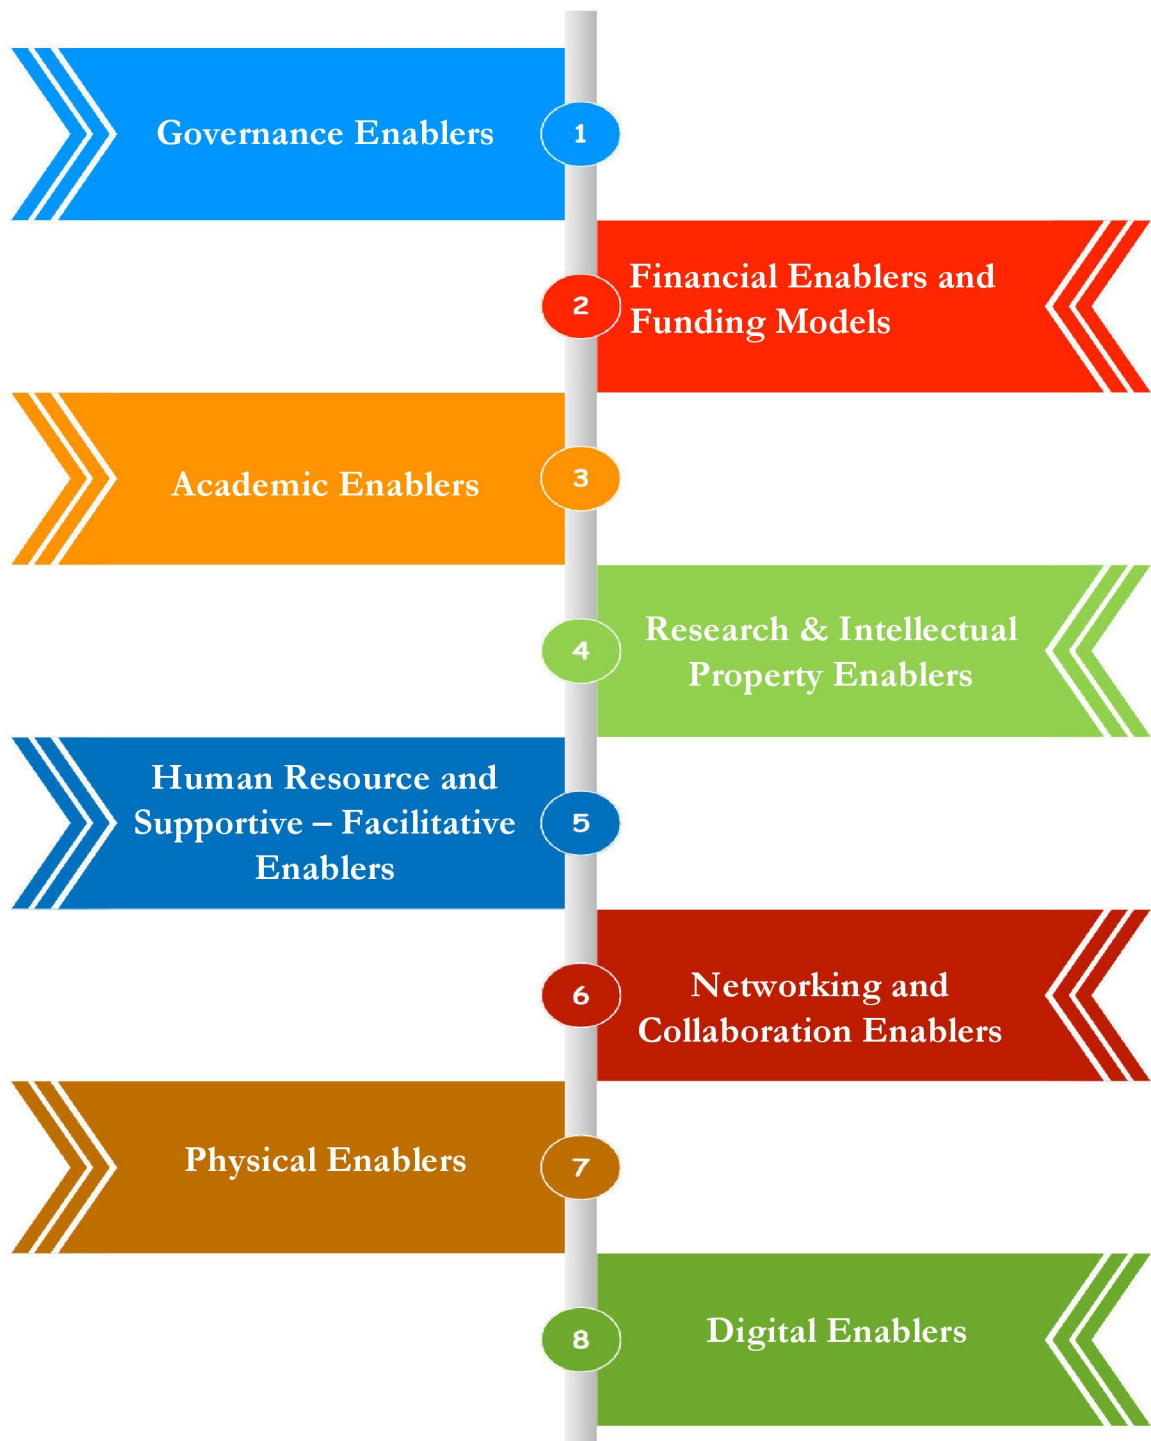 Governance Enablers
1
2
Financial Enablers and
Funding Models
Academic Enablers
3
4
Research & Intellectual
Property Enablers
Human Resource and
Supportive – Facilitative
Enablers
5
6
Networking and
Collaboration Enablers
Physical Enablers
7
8
Digital Enablers